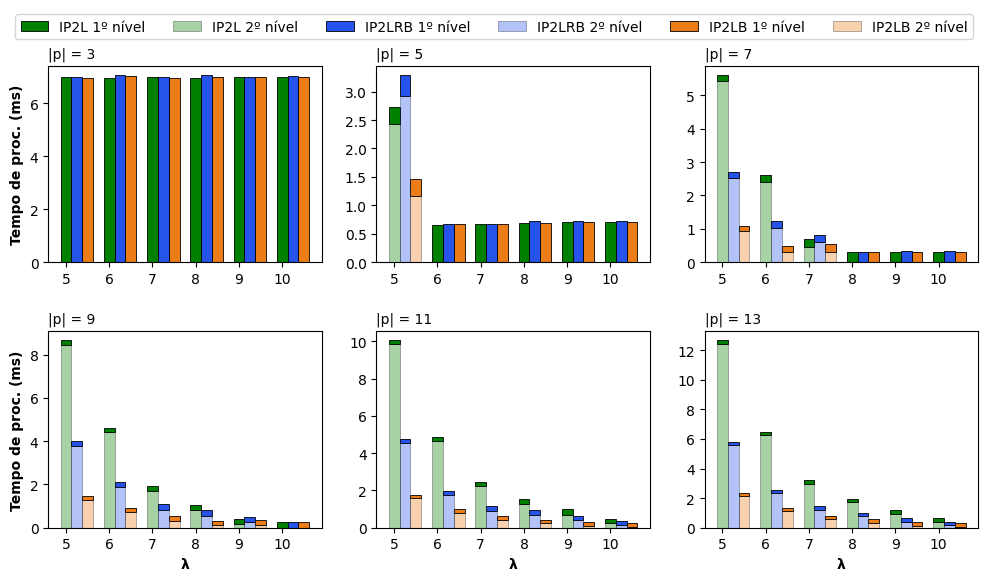 IP2L 1º nível IP2L 2º nível IP2LRB 1º nível IP2LRB 2º nível IP2LB 1º nível IP2LB 2º nível
|p| = 3
Tempo de proc. (ms)
6
4
2
0
5 6 7 8 9 10
|p| = 5
3.0
2.5
2.0
1.5
1.0
0.5
0.0
5 6 7 8 9 10
|p| = 7
5
4
3
2
1
0
5 6 7 8 9 10
|p| = 9
Tempo de proc. (ms)
8
6
4
2
0
5 6 7 8 9 10
λ
|p| = 11
10
8
6
4
2
0
5 6 7 8 9 10
λ
|p| = 13
12
10
8
6
4
2
0
5 6 7 8 9 10
λ